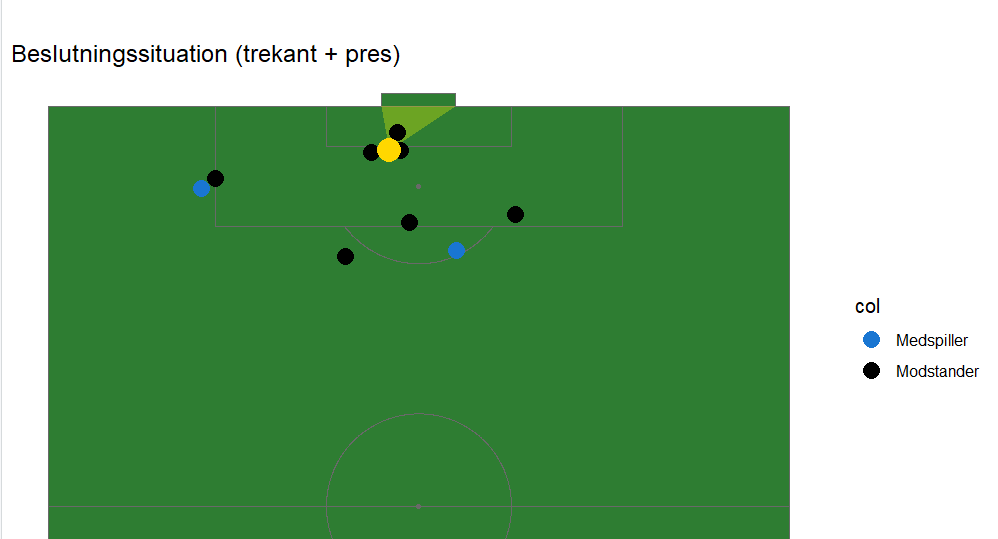 Beslutningssituation (trekant + pres)
col
Medspiller
Modstander